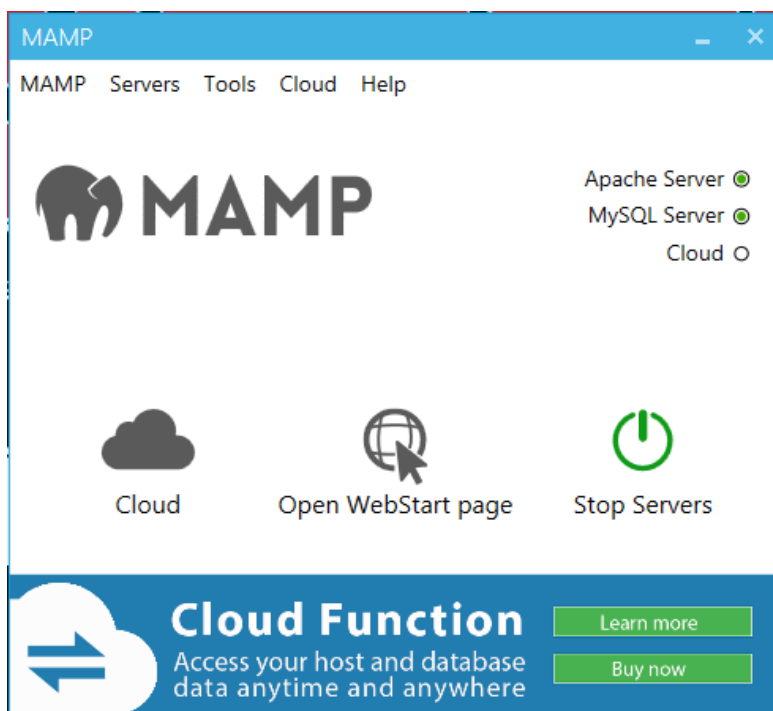 MAMP
MAMP Servers Tools Cloud Help
MAMP
Apache Server
MySQL Server
Cloud
Cloud
Open WebStart page
Stop Servers
Cloud Function
Access your host and database
data anytime and anywhere
Learn more
Buy now